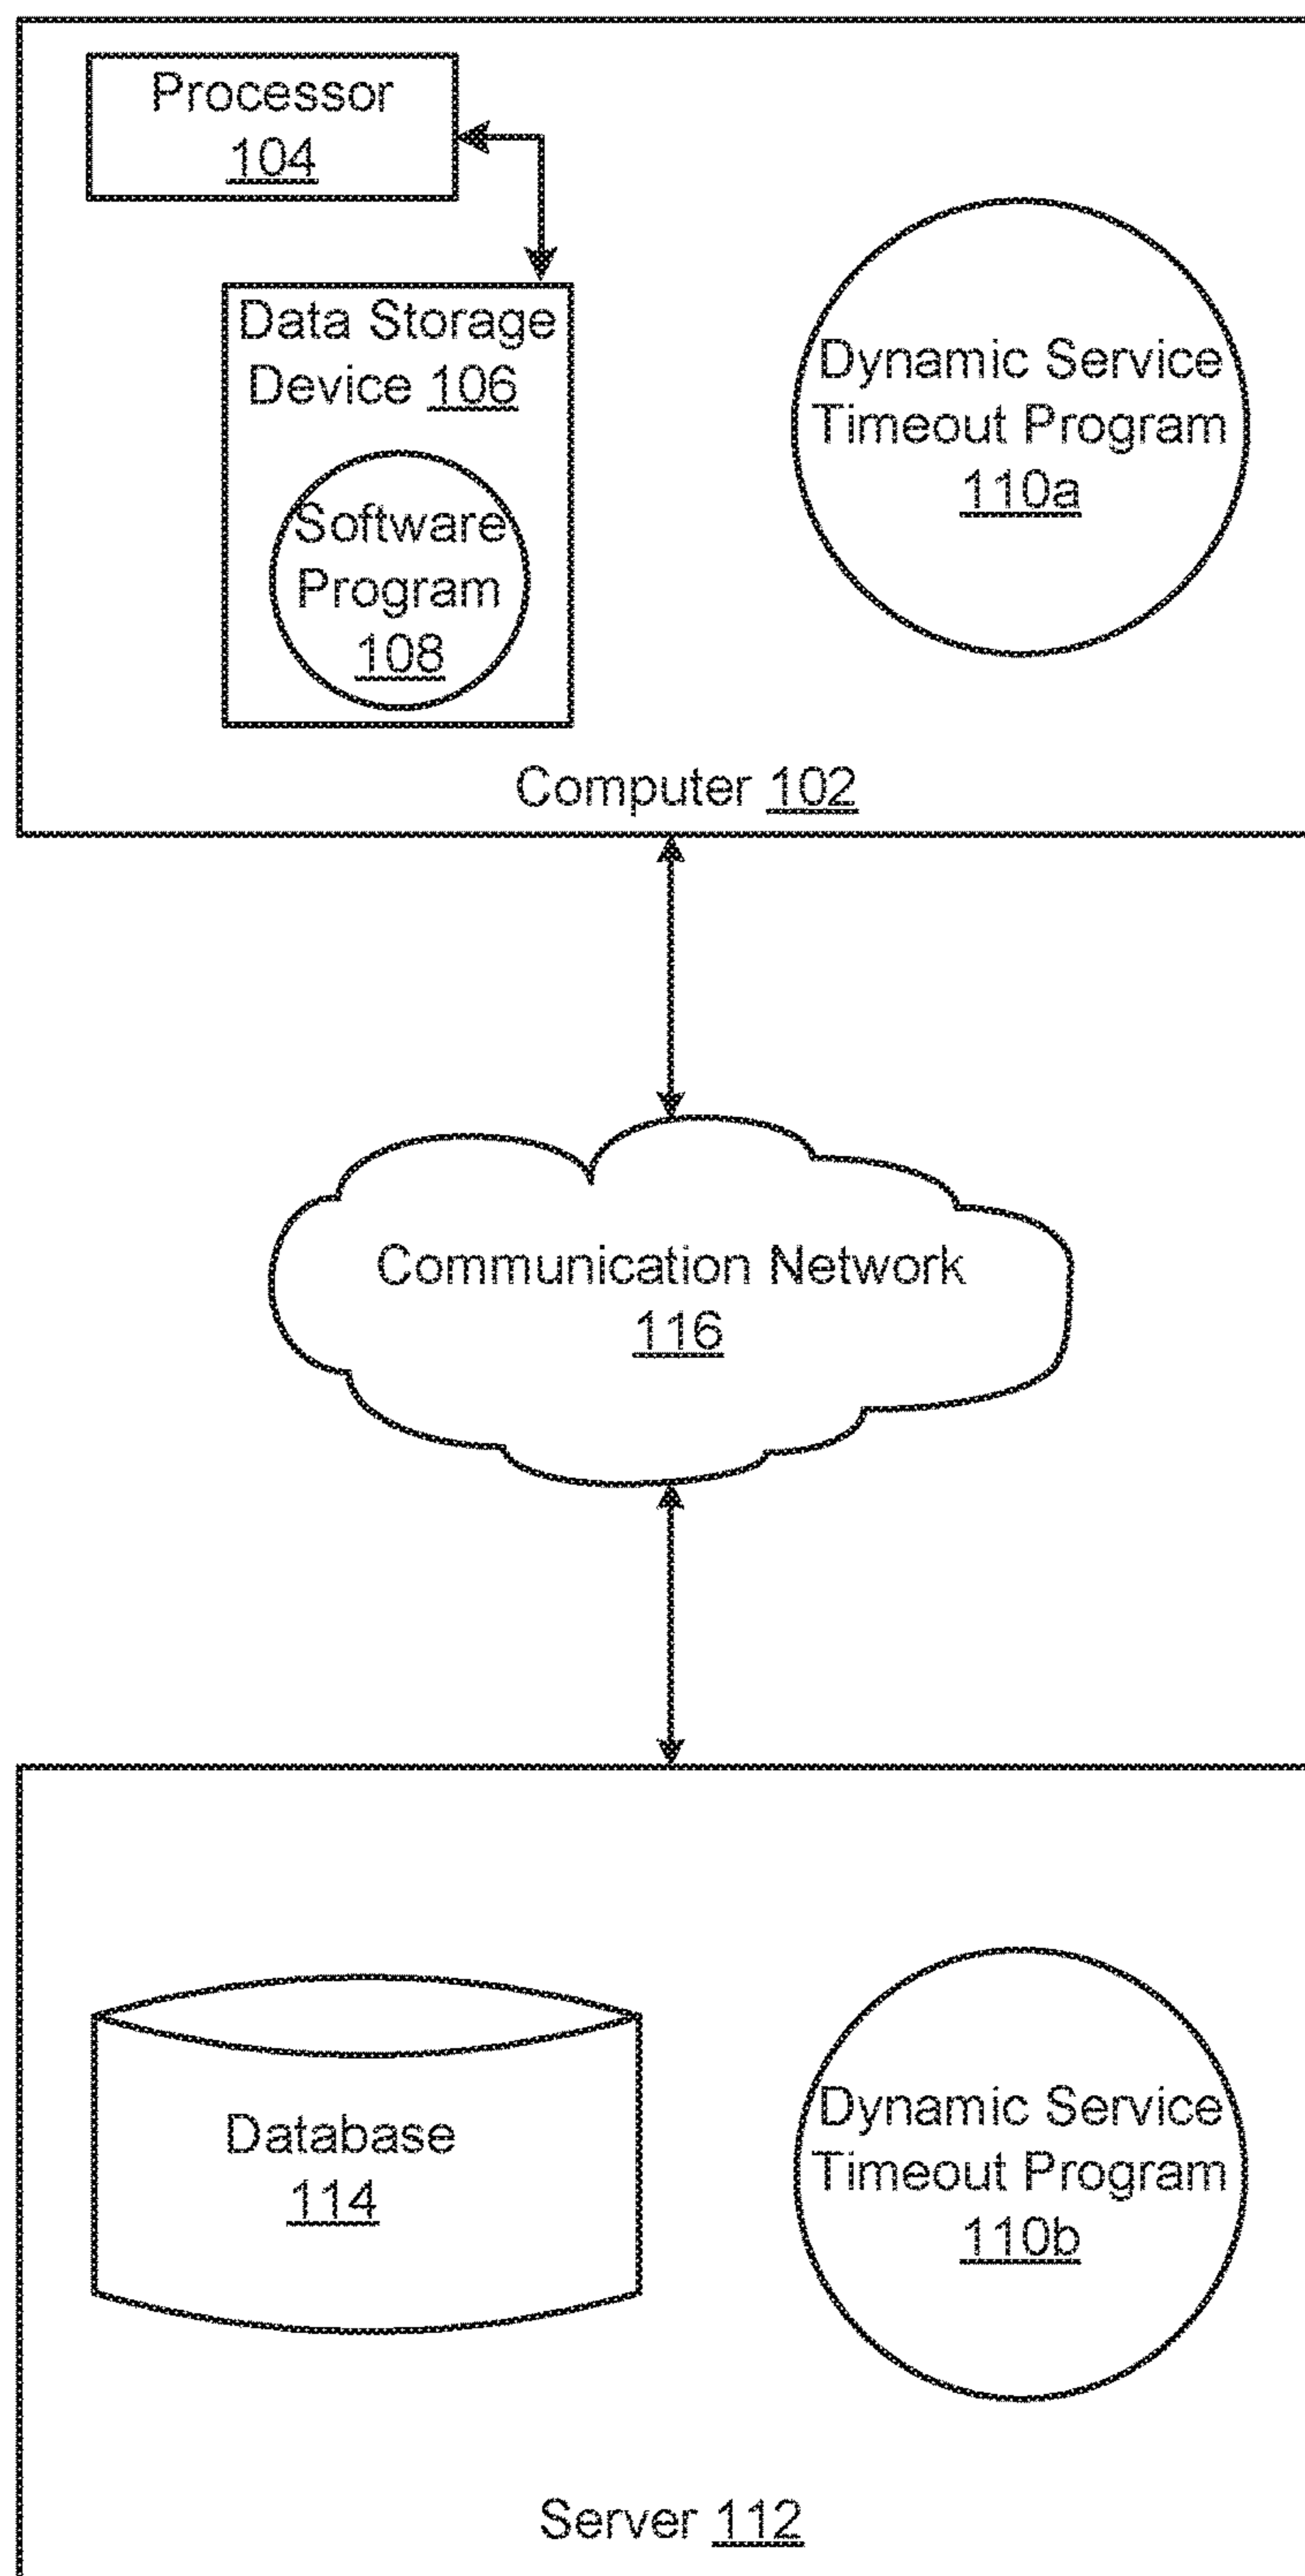 Processor
104
Data Storage
Device 106
Software
Program
108
Dynamic Service
Timeout Program
110a
Computer 102
Communication Network
116
Database
114
Dynamic Service
Timeout Program
110b
Server 112